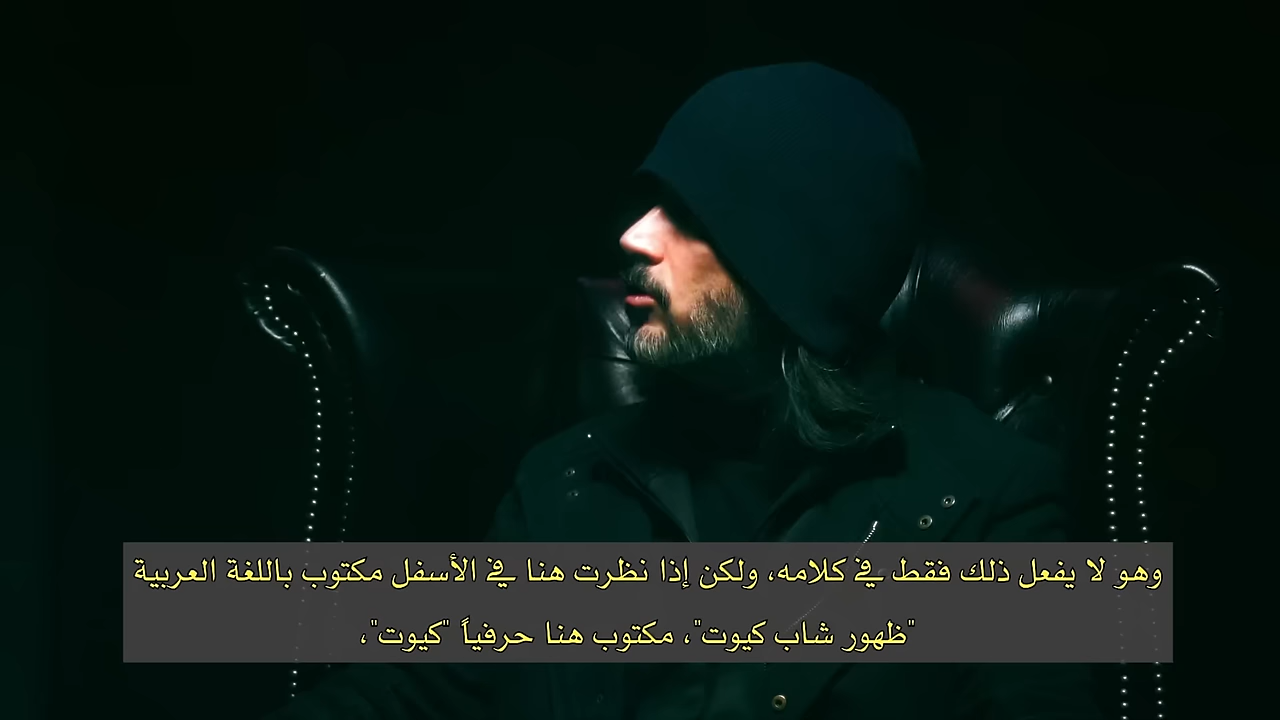 وهو لا يفعل ذلك فقط في كلامه، ولكن إذا نظرت هنا في الأسفل مكتوب باللغة العربية
"ظهور شاب كيوت"، مكتوب هنا حرفياً "كيوت"،